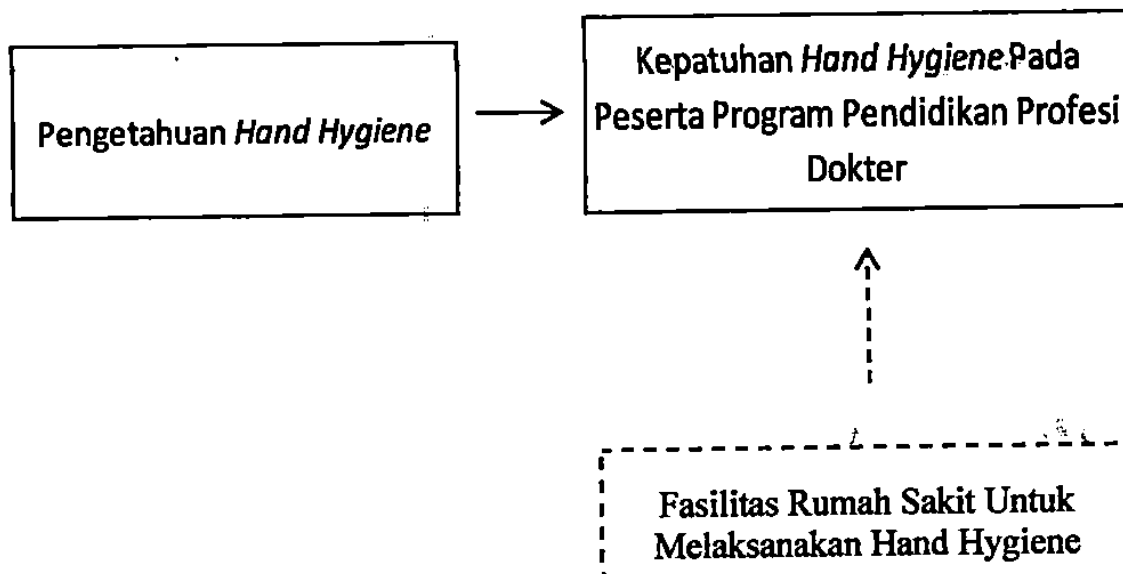 Pengetahuan Hand Hygiene
Kepatuhan Hand Hygiene Pada
Peserta Program Pendidikan Profesi
Dokter
Fasilitas Rumah Sakit Untuk
Melaksanakan Hand Hygiene